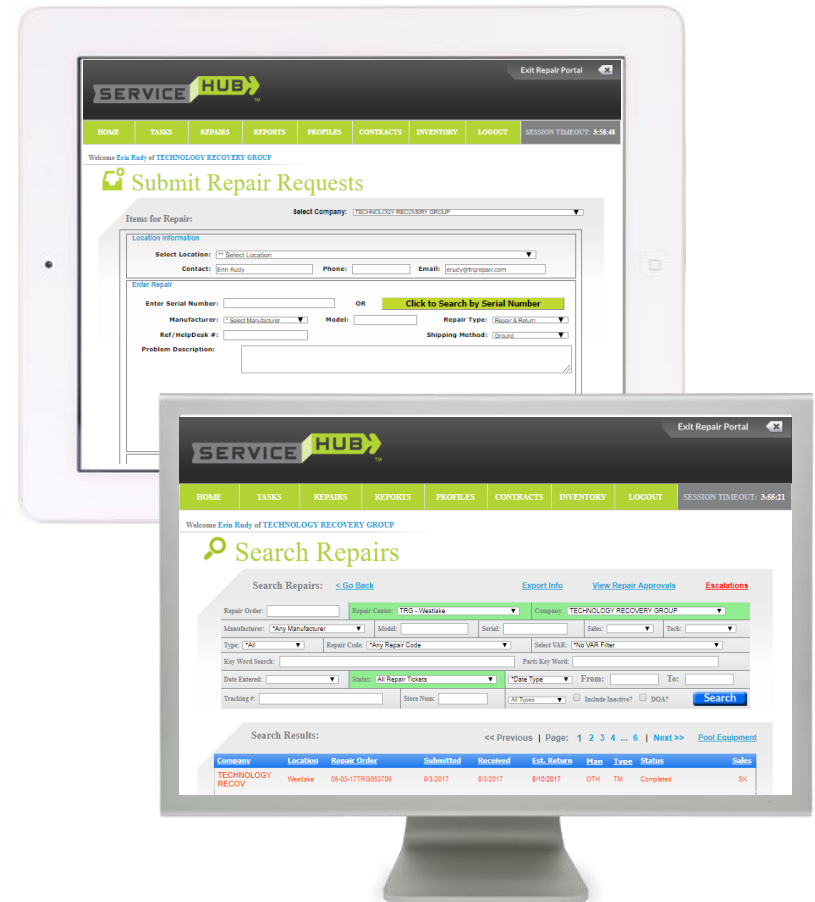 Exit Repair Portal
SERVICE HUB TM
HOME TASKS REPAIRS REPORTS PROFILES CONTRACTS INVENTORY LOGOUT SESSION TIMEOUT: 3:58:48
Welcome Erin Rudy of TECHNOLOGY RECOVERY GROUP
Submit Repair Requests
Items for Repair: Select Company: TECHNOLOGY RECOVERY GROUP
Location Information
Select Location: ** Select Location
Contact: Erin Rudy Phone: Email: erudy@trgrepair.com
Enter Repair
Enter Serial Number: OR Click to Search by Serial Number
Manufacturer: * Select Manufacturer Model: Repair Type: Repair & Return
Ref/HelpDesk #: Shipping Method: Ground
Problem Description:
Exit Repair Portal
SERVICE HUB TM
HOME TASKS REPAIRS REPORTS PROFILES CONTRACTS INVENTORY LOGOUT SESSION TIMEOUT: 3:55:21
Welcome Erin Rudy of TECHNOLOGY RECOVERY GROUP
Search Repairs
Search Repairs: < Go Back Export Info View Repair Approvals Escalations
Repair Order: Repair Center: TRG - Westlake Company: TECHNOLOGY RECOVERY GROUP
Manufacturer: *Any Manufacturer Model: Serial: Sales: Tech:
Type: *All Repair Code: *Any Repair Code Select VAR: *No VAR Filter
Key Word Search: Parts Key Word:
Date Entered: Status: All Repair Tickets *Date Type From: To:
Tracking #: Store Num: All Types Include Inactive? DOA? Search
Search Results: << Previous | Page: 1 2 3 4 ... 6 | Next >> Pool Equipment
Company Location Repair Order Submitted Received Est. Return Man Type Status Sales
TECHNOLOGY RECOV Westlake 08-03-17TRG553709 8/3/2017 8/3/2017 8/10/2017 OTH TM Completed SK